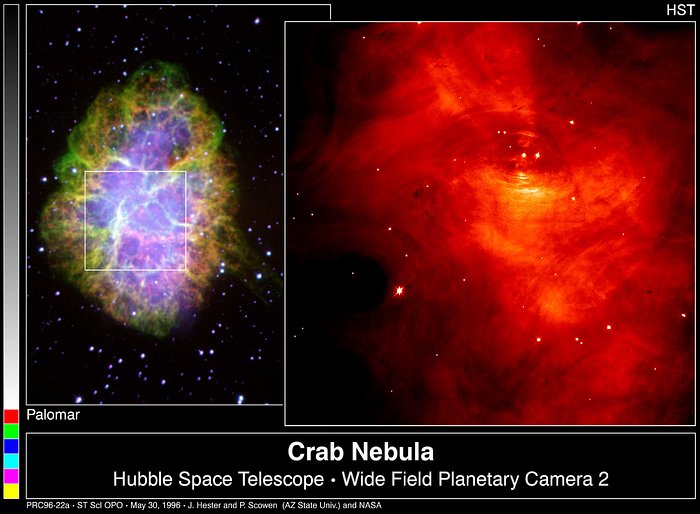 HST
Palomar
Crab Nebula
Hubble Space Telescope • Wide Field Planetary Camera 2
PRC96-22a • ST ScI OPO • May 30, 1996 • J. Hester and P. Scowen (AZ State Univ.) and NASA